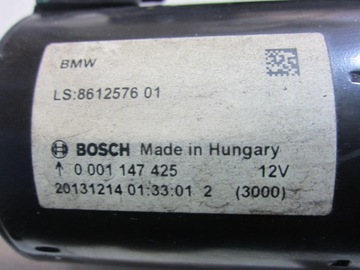 BMW
LS:8612576 01
BOSCH Made in Hungary
↑ 0 001 147 425 12V
20131214 01:33:01 2 (3000)